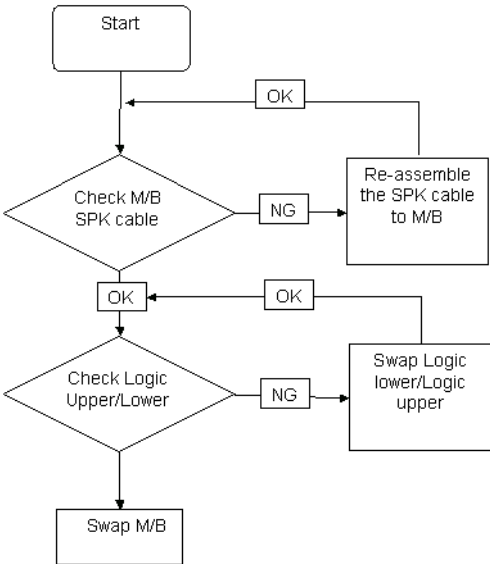 Start
OK
Check M/B
SPK cable
NG
Re-assemble
the SPK cable
to M/B
OK
OK
Check Logic
Upper/Lower
NG
Swap Logic
lower/Logic
upper
Swap M/B